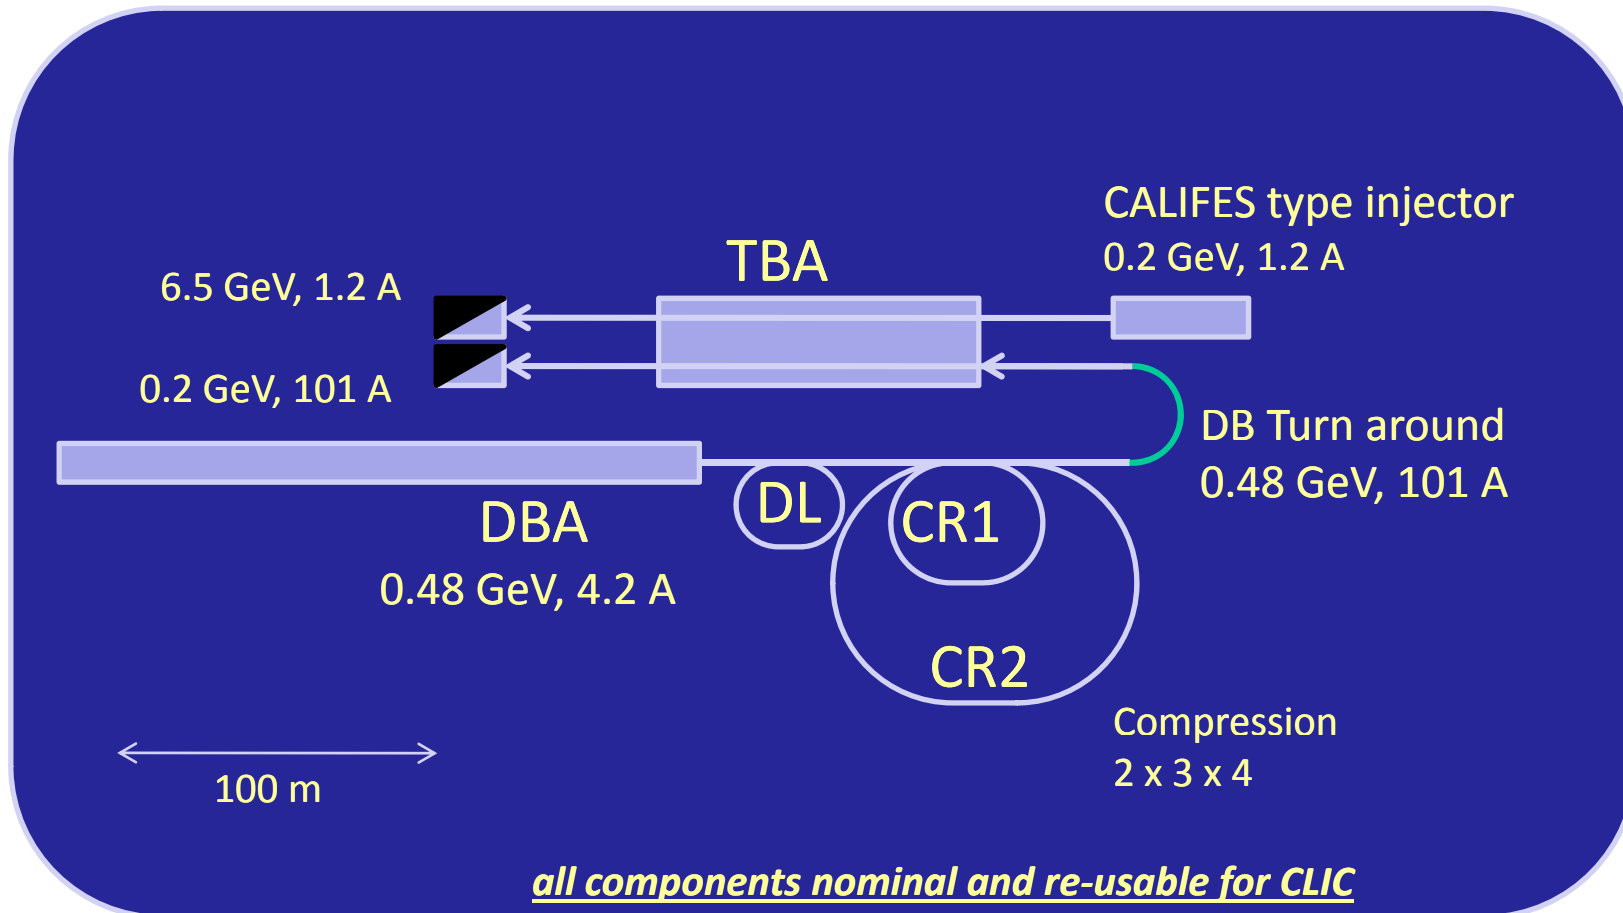 CALIFES type injector
0.2 GeV, 1.2 A
TBA
6.5 GeV, 1.2 A
0.2 GeV, 101 A
DB Turn around
0.48 GeV, 101 A
DL
CR1
DBA
0.48 GeV, 4.2 A
CR2
Compression
2 x 3 x 4
100 m
all components nominal and re-usable for CLIC